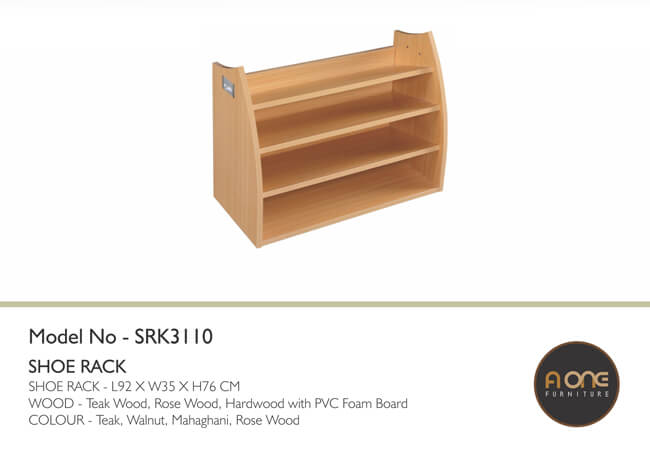 Model No - SRK3110
SHOE RACK
SHOE RACK - L92 X W35 X H76 CM
WOOD - Teak Wood, Rose Wood, Hardwood with PVC Foam Board
COLOUR - Teak, Walnut, Mahaghani, Rose Wood
A ONE
FURNITURE